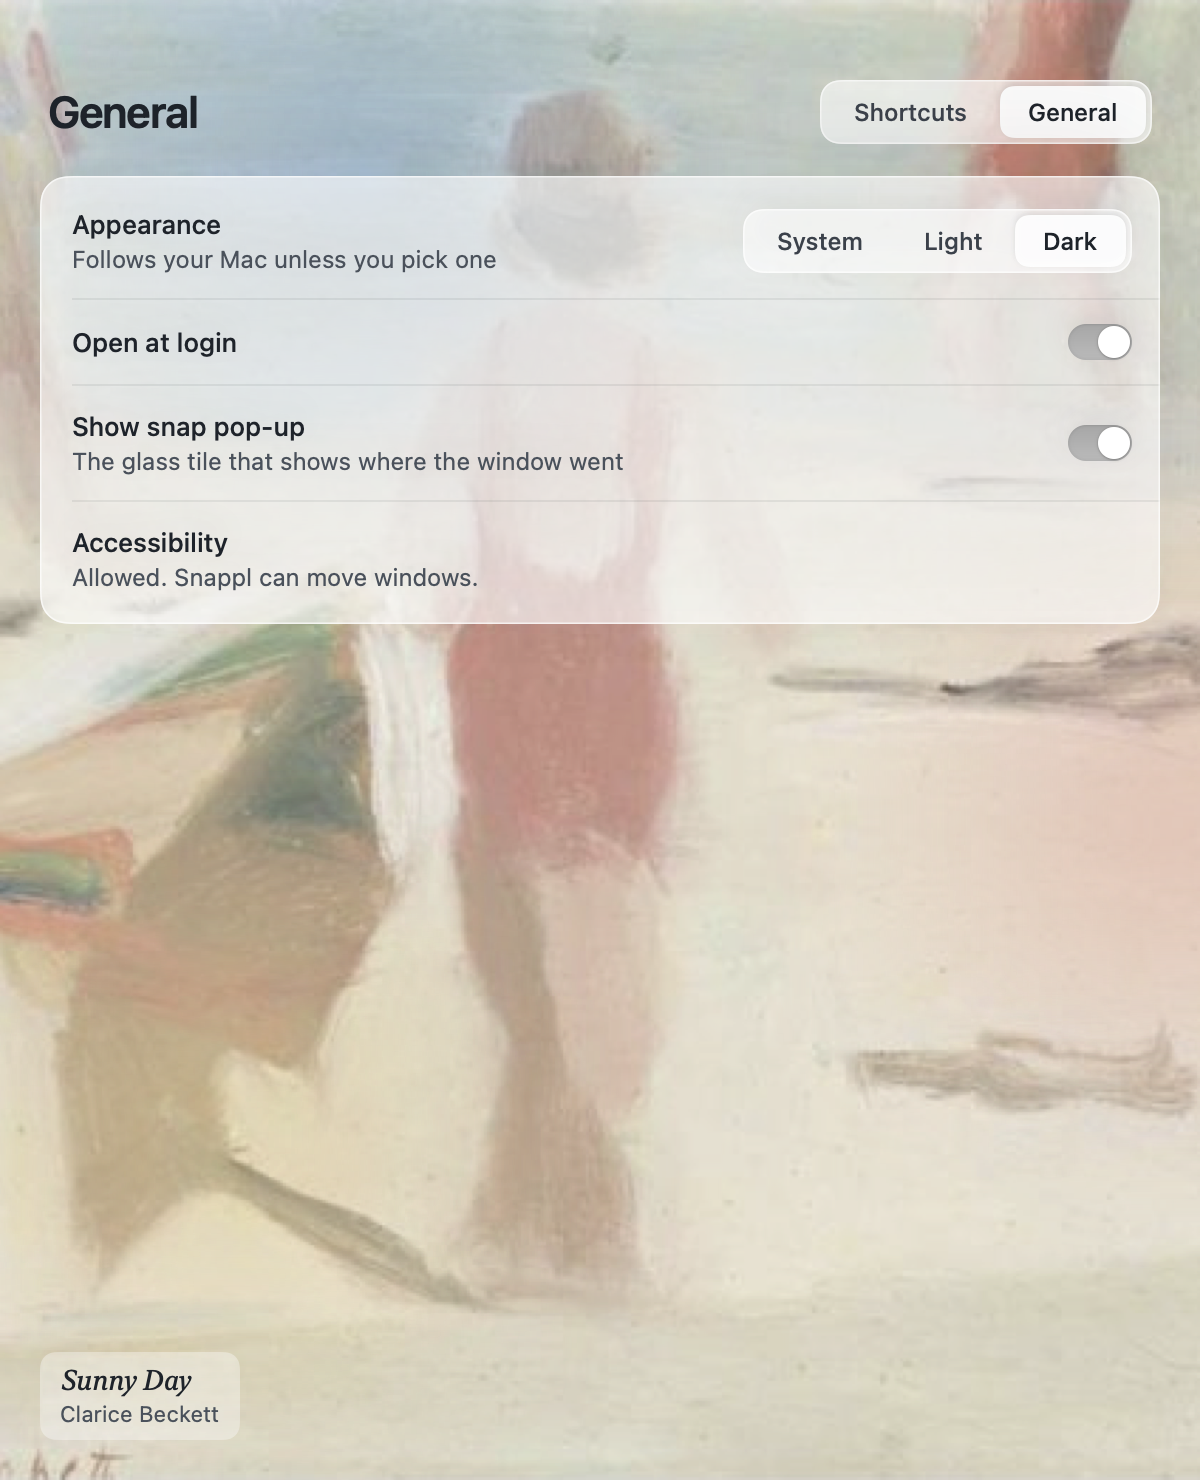 General
Shortcuts
General
Appearance
Follows your Mac unless you pick one
System
Light
Dark
Open at login
Show snap pop-up
The glass tile that shows where the window went
Accessibility
Allowed. Snappl can move windows.
Sunny Day
Clarice Beckett